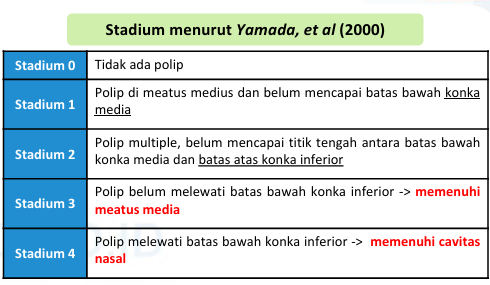 Stadium menurut Yamada, et al (2000)
Stadium 0
Tidak ada polip
Stadium 1
Polip di meatus medius dan belum mencapai batas bawah konka
media
Stadium 2
Polip multiple, belum mencapai titik tengah antara batas bawah
konka media dan batas atas konka inferior
Stadium 3
Polip belum melewati batas bawah konka inferior -> memenuhi
meatus media
Stadium 4
Polip melewati batas bawah konka inferior -> memenuhi cavitas
nasal